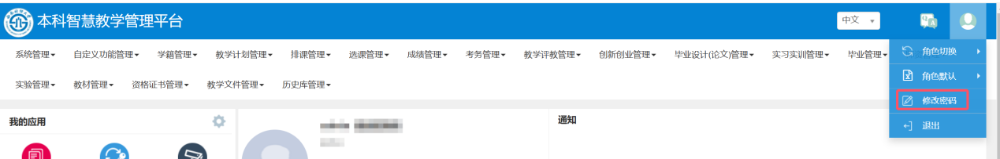 本科智慧教学管理平台
中文
系统管理 自定义功能管理 学籍管理 教学计划管理 排课管理 选课管理 成绩管理 考务管理 教学评教管理 创新创业管理 毕业设计(论文)管理 实习实训管理 毕业管理
角色切换
实验管理 教材管理 资格证书管理 教学文件管理 历史库管理
角色默认
修改密码
我的应用
通知
退出